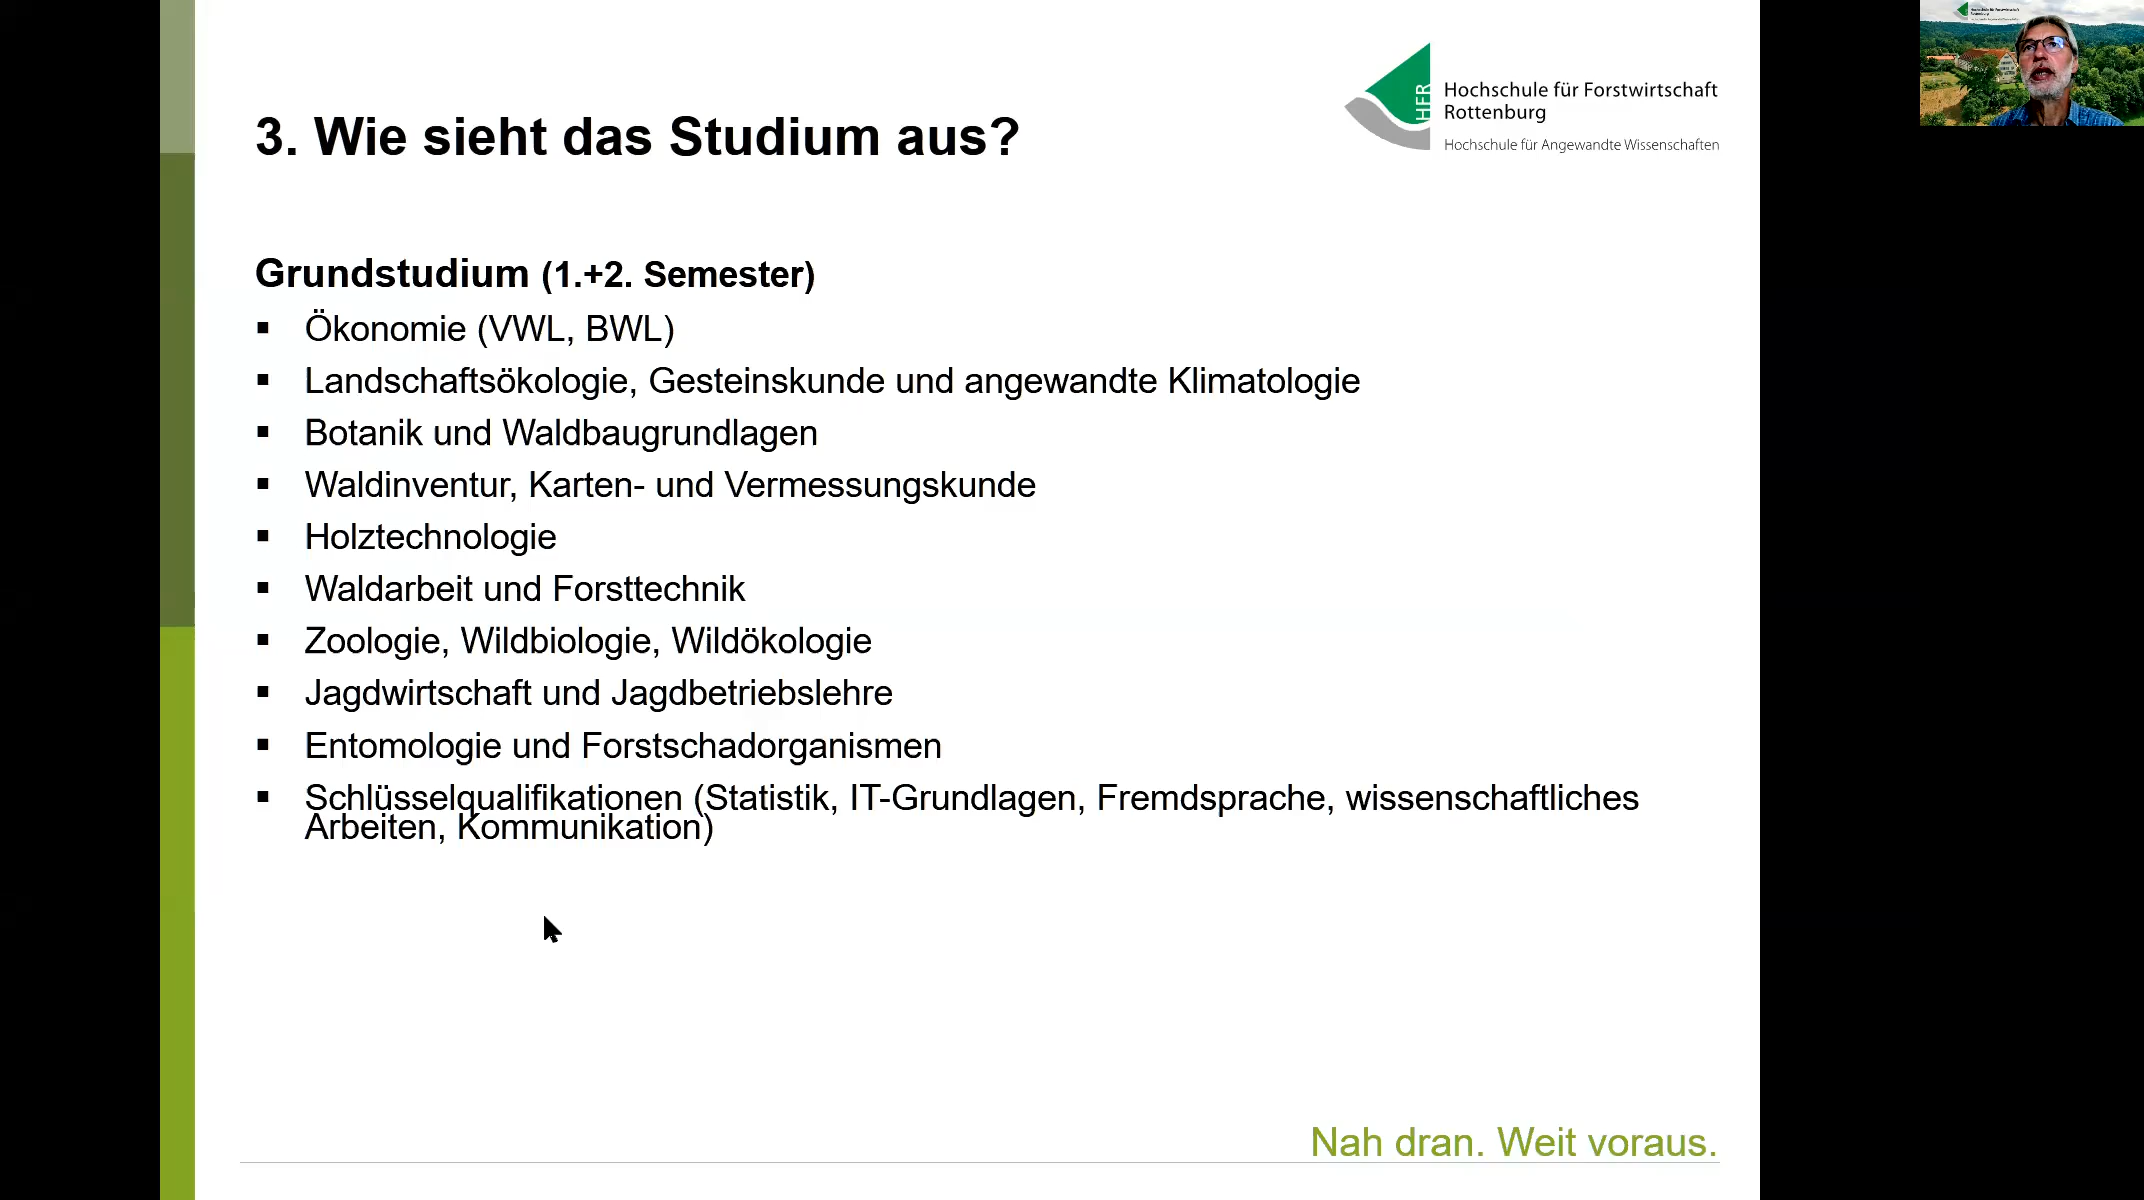 3. Wie sieht das Studium aus?
HFR
Hochschule für Forstwirtschaft
Rottenburg
Hochschule für Angewandte Wissenschaften
Grundstudium (1.+2. Semester)
▪ Ökonomie (VWL, BWL)
▪ Landschaftsökologie, Gesteinskunde und angewandte Klimatologie
▪ Botanik und Waldbaugrundlagen
▪ Waldinventur, Karten- und Vermessungskunde
▪ Holztechnologie
▪ Waldarbeit und Forsttechnik
▪ Zoologie, Wildbiologie, Wildökologie
▪ Jagdwirtschaft und Jagdbetriebslehre
▪ Entomologie und Forstschadorganismen
▪ Schlüsselqualifikationen (Statistik, IT-Grundlagen, Fremdsprache, wissenschaftliches
Arbeiten, Kommunikation)
Nah dran. Weit voraus.